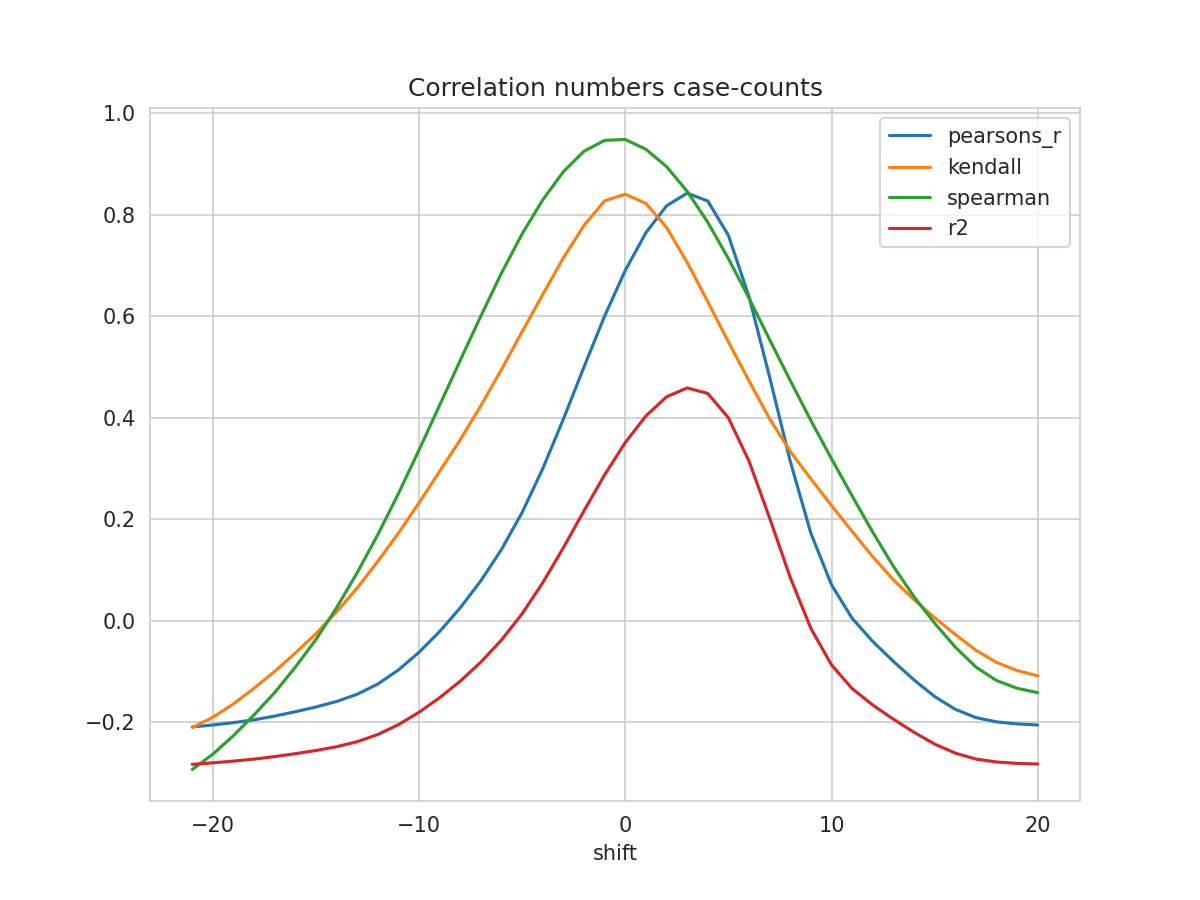 Correlation numbers case-counts
1.0
0.8
0.6
0.4
0.2
0.0
−0.2
pearsons_r
kendall
spearman
r2
−20 −10 0 10 20
shift